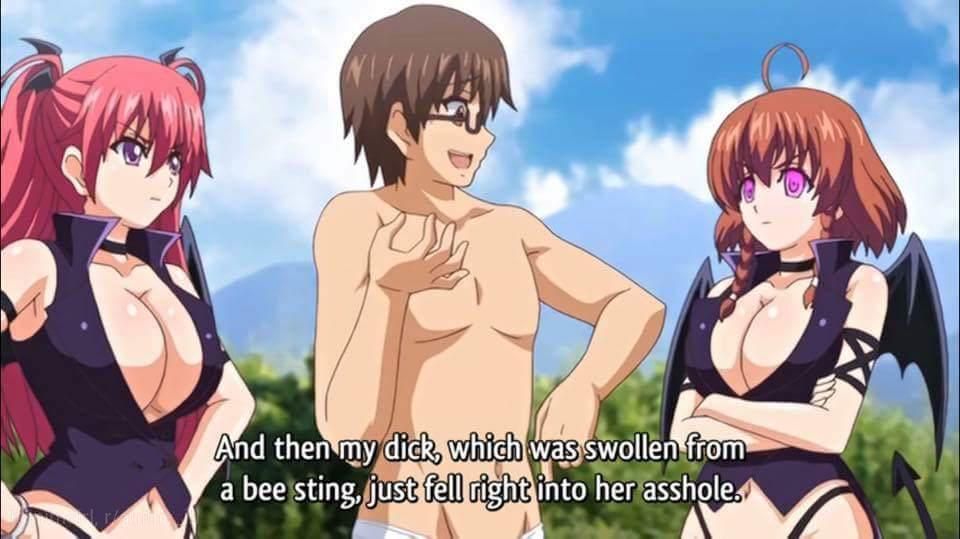 And then my dick, which was swollen from
a bee sting, just fell right into her asshole.